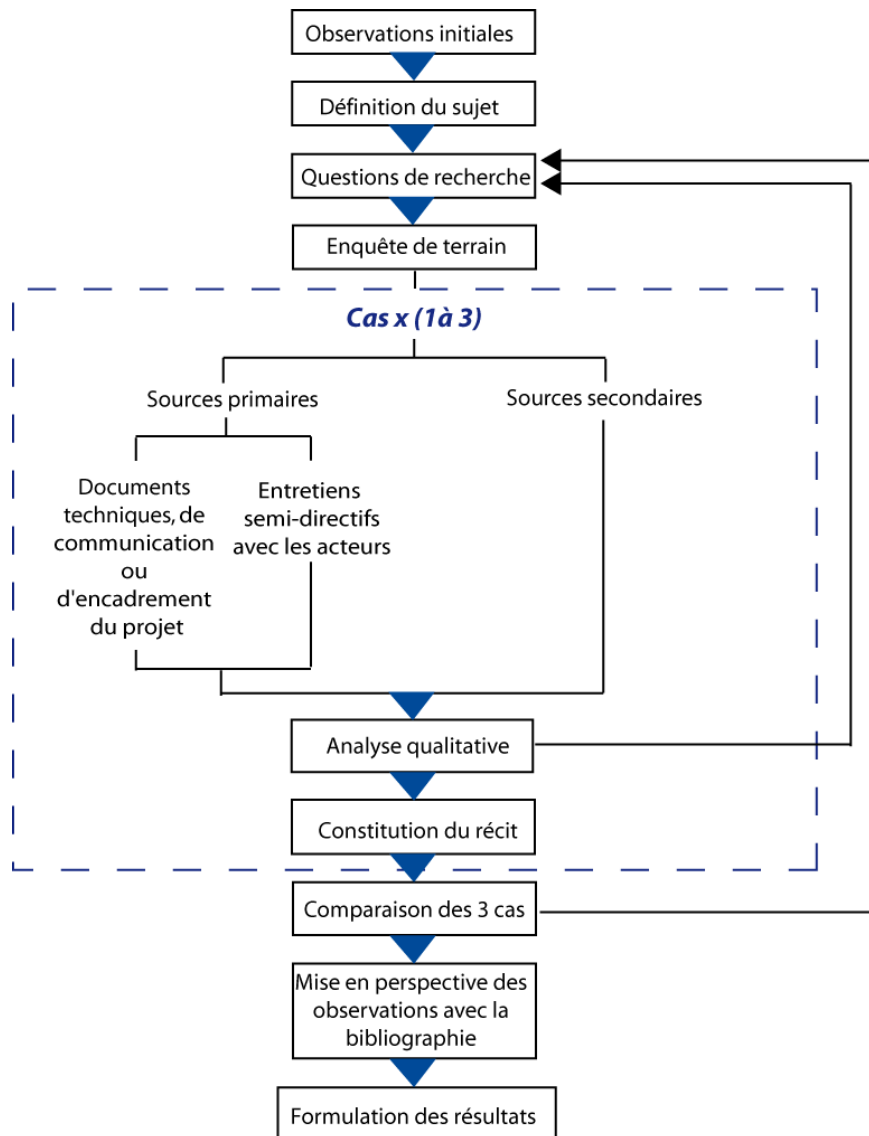 Observations initiales
Définition du sujet
Questions de recherche
Enquête de terrain
Cas x (1à 3)
Sources primaires
Sources secondaires
Documents
techniques, de
communication
ou
d'encadrement
du projet
Entretiens
semi-directifs
avec les acteurs
Analyse qualitative
Constitution du récit
Comparaison des 3 cas
Mise en perspective des
observations avec la
bibliographie
Formulation des résultats